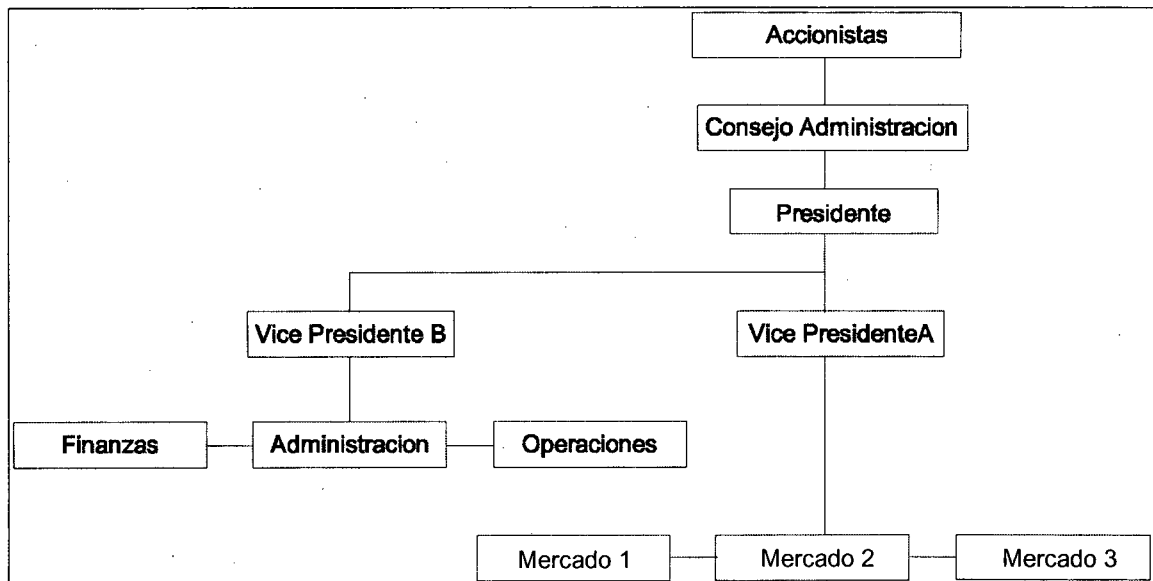 Accionistas
Consejo Administracion
Presidente
Vice Presidente B
Vice PresidenteA
Finanzas
Administracion
Operaciones
Mercado 1
Mercado 2
Mercado 3